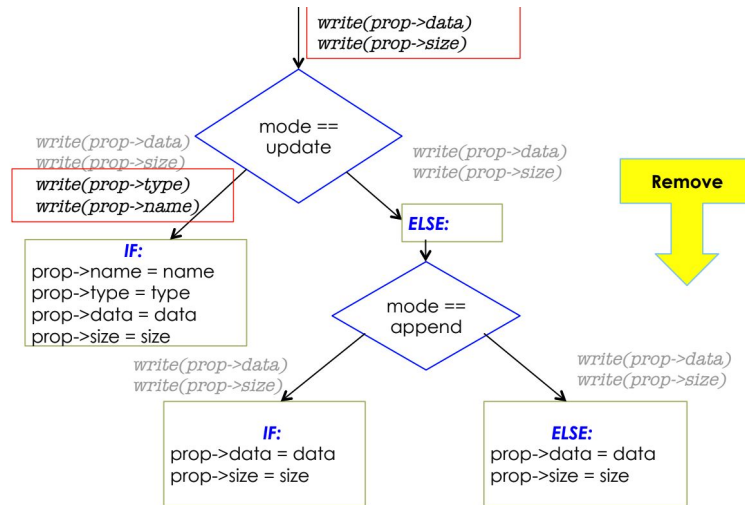 write(prop->data)
write(prop->size)
mode ==
update
write(prop->data)
write(prop->size)
write(prop->type)
write(prop->name)
write(prop->data)
write(prop->size)
Remove
ELSE:
IF:
prop->name = name
prop->type = type
prop->data = data
prop->size = size
mode ==
append
write(prop->data)
write(prop->size)
write(prop->data)
write(prop->size)
IF:
prop->data = data
prop->size = size
ELSE:
prop->data = data
prop->size = size